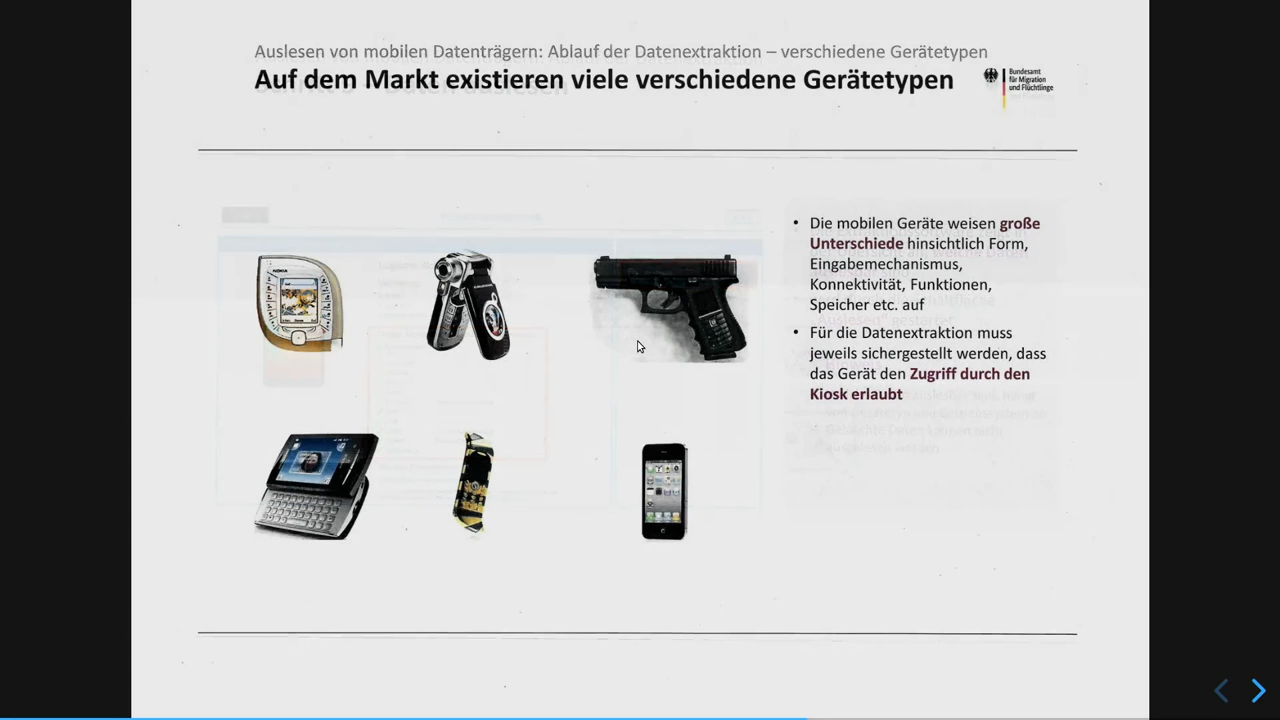 Auslesen von mobilen Datenträgern: Ablauf der Datenextraktion – verschiedene Gerätetypen
Auf dem Markt existieren viele verschiedene Gerätetypen
Bundesamt
für Migration
und Flüchtlinge
• Die mobilen Geräte weisen große
Unterschiede hinsichtlich Form,
Eingabemechanismus,
Konnektivität, Funktionen,
Speicher etc. auf
• Für die Datenextraktion muss
jeweils sichergestellt werden, dass
das Gerät den Zugriff durch den
Kiosk erlaubt
NOKIA